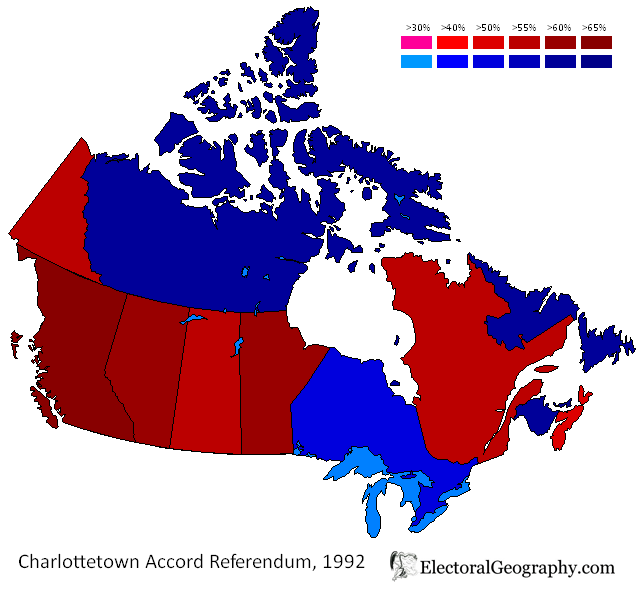 >30% >40% >50% >55% >60% >65%
Charlottetown Accord Referendum, 1992
ElectoralGeography.com